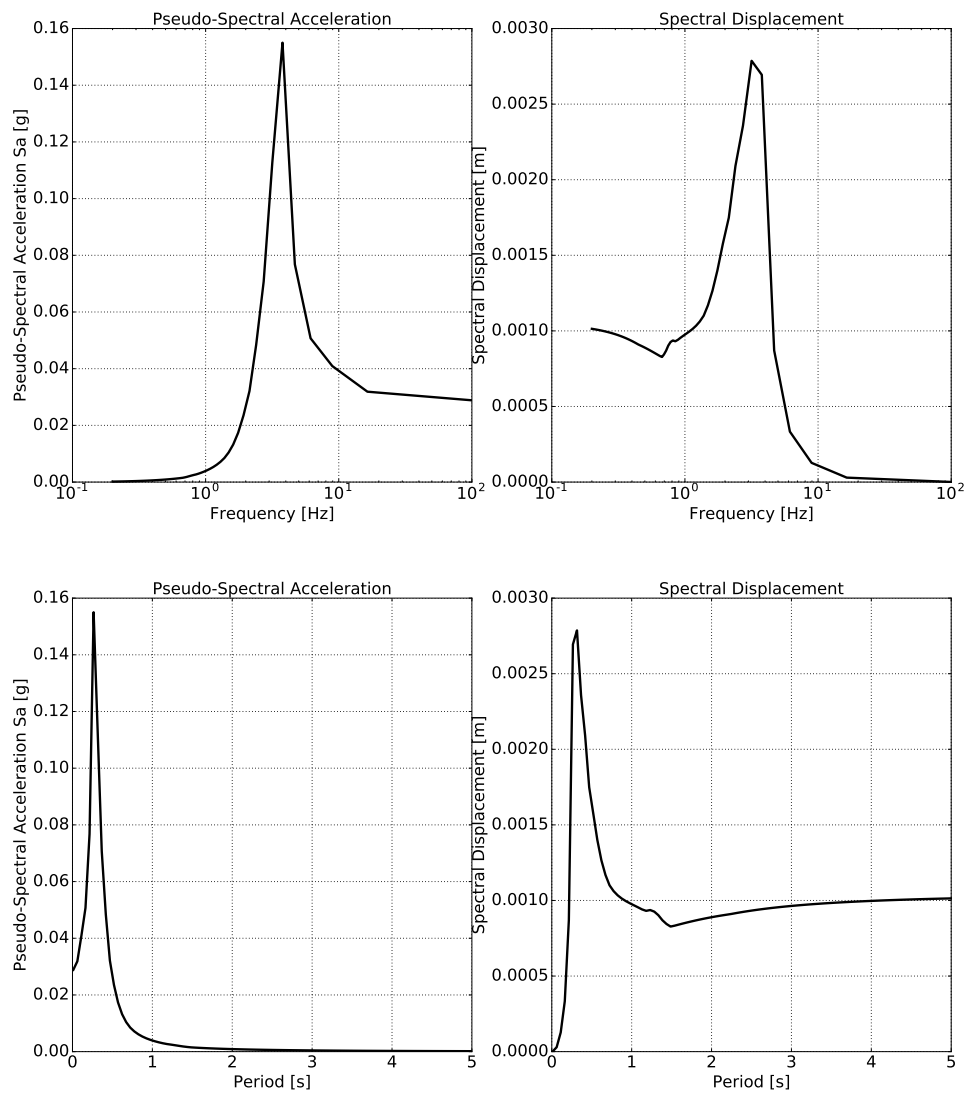 Pseudo-Spectral Acceleration
Spectral Displacement
0.16
0.14
0.12
0.10
0.08
0.06
0.04
0.02
0.00
Pseudo-Spectral Acceleration Sa [g]
10^-1
10^0
10^1
10^2
Frequency [Hz]
0.0030
0.0025
0.0020
0.0015
0.0010
0.0005
0.0000
Spectral Displacement [m]
10^-1
10^0
10^1
10^2
Frequency [Hz]
Pseudo-Spectral Acceleration
Spectral Displacement
0.16
0.14
0.12
0.10
0.08
0.06
0.04
0.02
0.00
Pseudo-Spectral Acceleration Sa [g]
0 1 2 3 4 5
Period [s]
0.0030
0.0025
0.0020
0.0015
0.0010
0.0005
0.0000
Spectral Displacement [m]
0 1 2 3 4 5
Period [s]